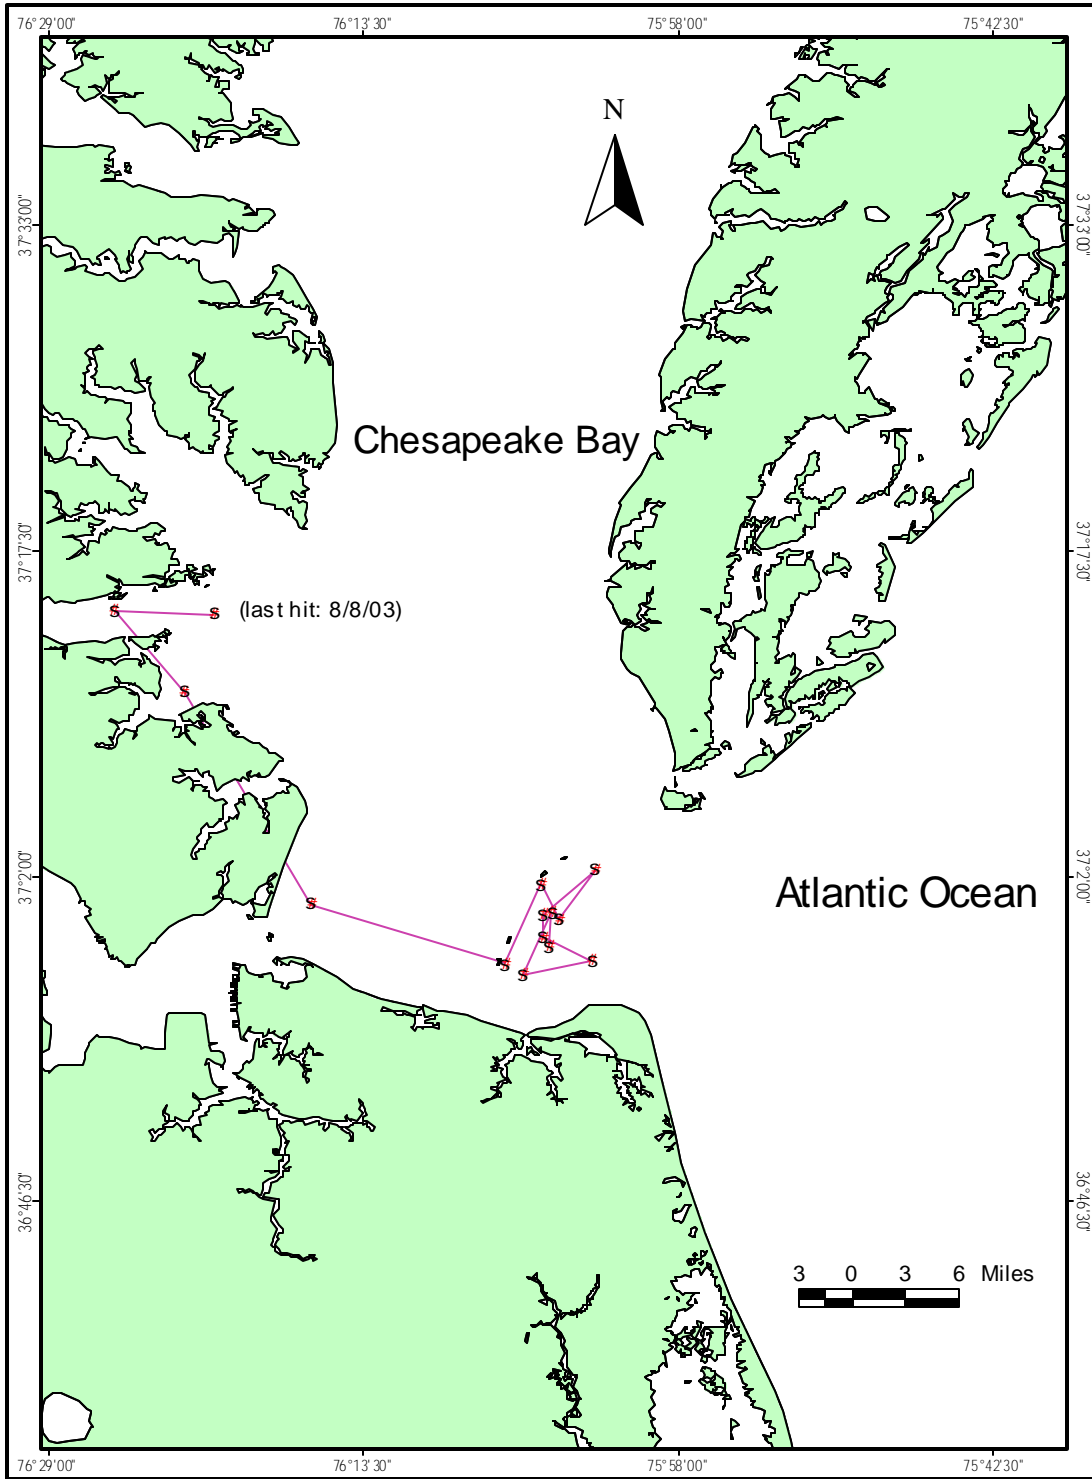 76°29'00" 76°13'30" 75°58'00" 75°42'30"
N
37°33'00" 37°33'00"
Chesapeake Bay
37°17'30" 37°17'30"
(last hit: 8/8/03)
37°2'00" 37°2'00"
Atlantic Ocean
36°46'30" 36°46'30"
3 0 3 6 Miles
76°29'00" 76°13'30" 75°58'00" 75°42'30"